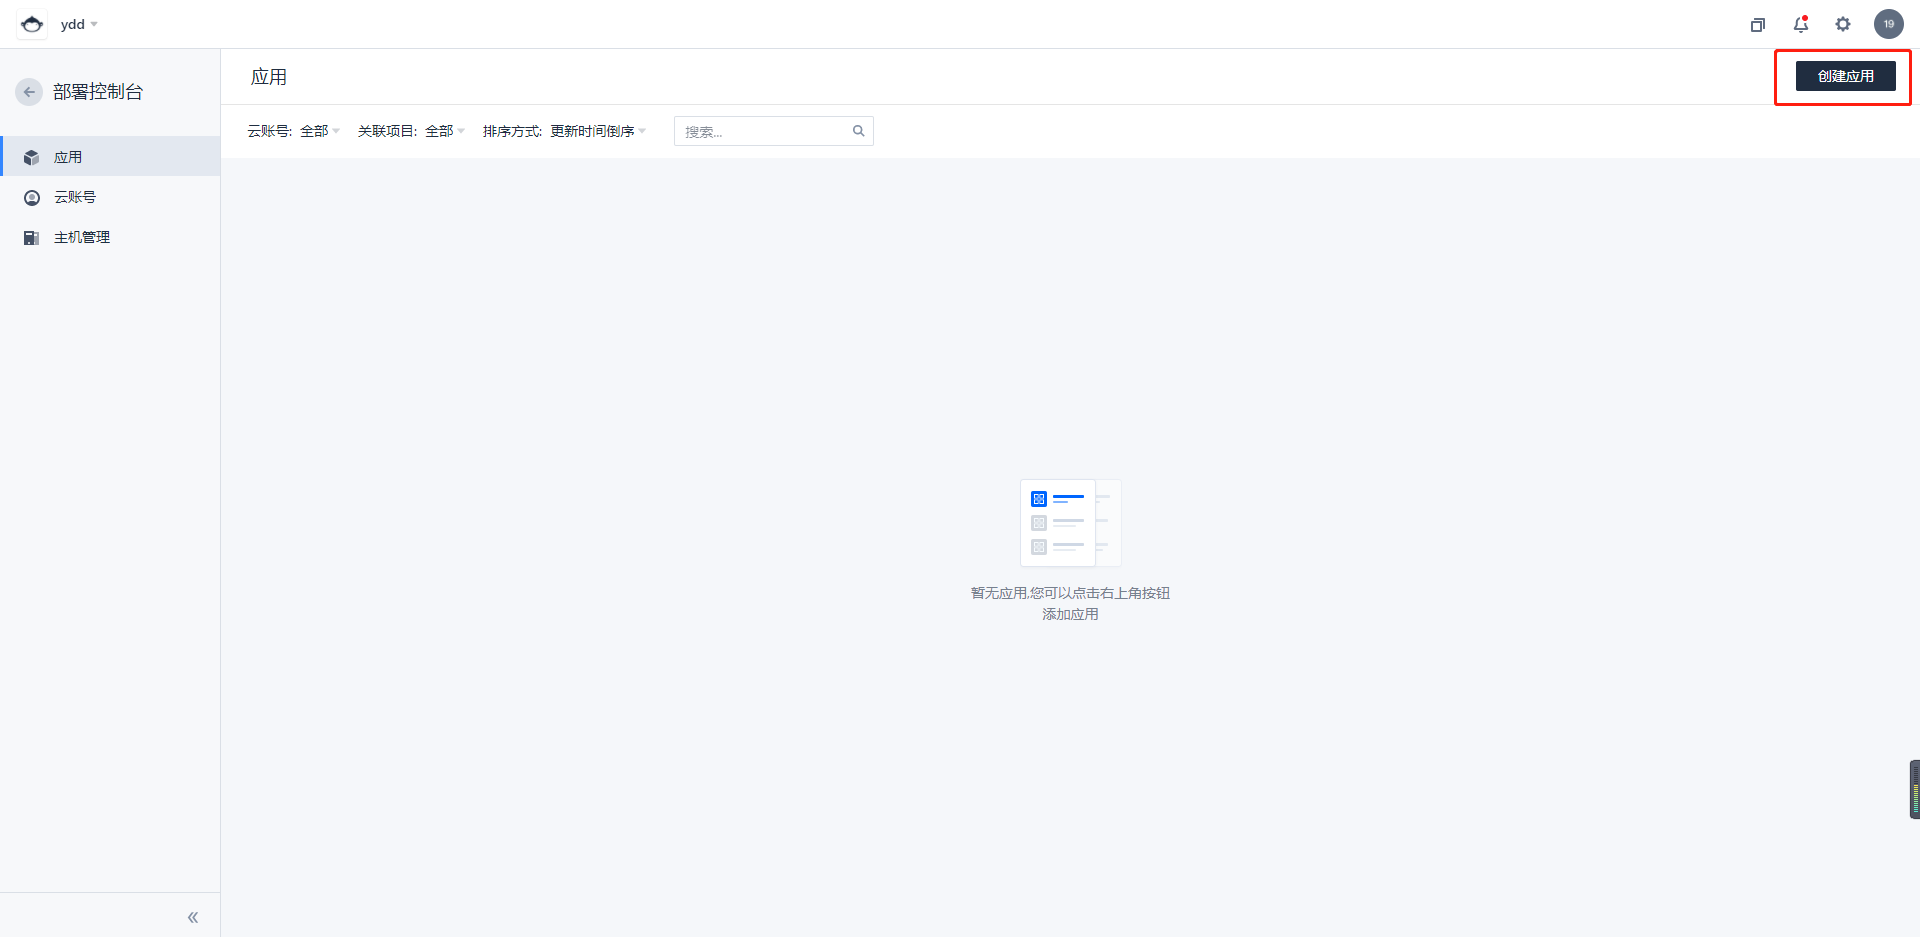 ydd
19
部署控制台
应用
云账号
主机管理
应用
创建应用
云账号: 全部 关联项目: 全部 排序方式: 更新时间倒序 搜索...
暂无应用,您可以点击右上角按钮
添加应用